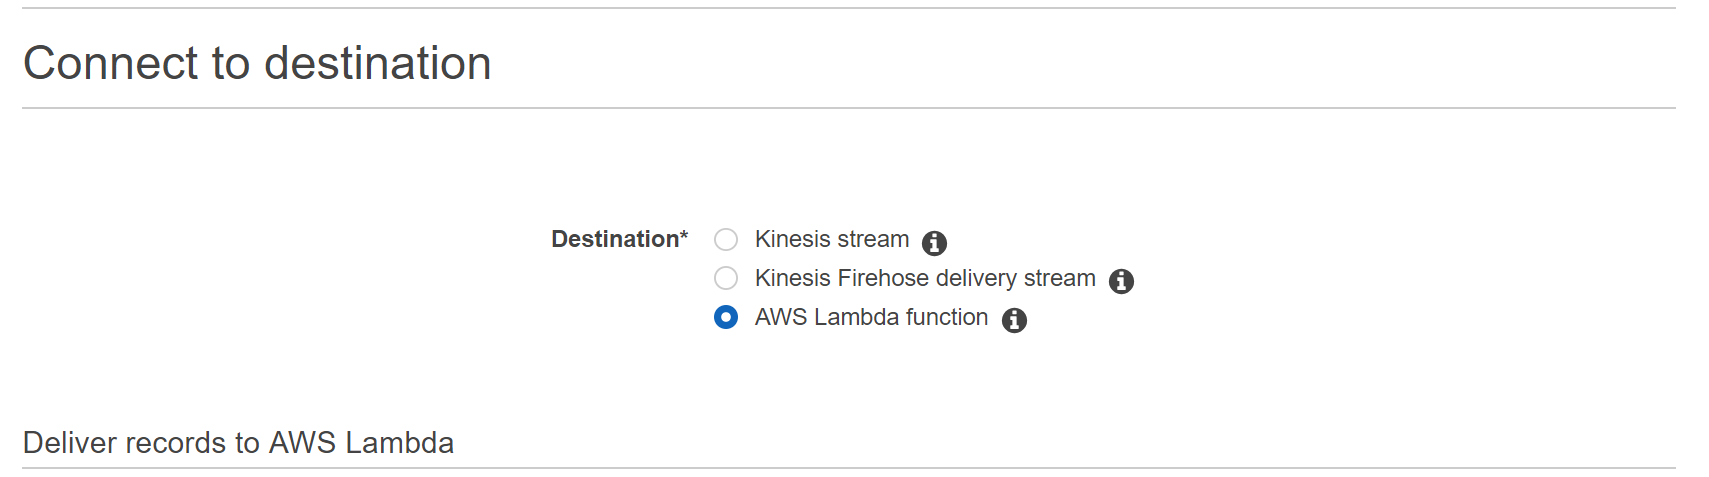 Connect to destination
Destination* Kinesis stream
Kinesis Firehose delivery stream
AWS Lambda function
Deliver records to AWS Lambda